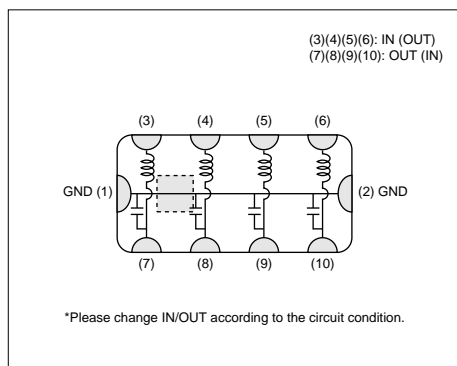 (3)(4)(5)(6): IN (OUT)
(7)(8)(9)(10): OUT (IN)
(3) (4) (5) (6)
GND (1) (2) GND
(7) (8) (9) (10)
*Please change IN/OUT according to the circuit condition.